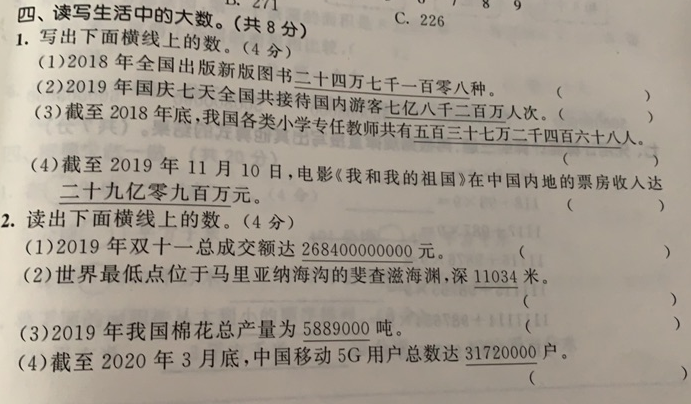 B. 271
C. 226
四、读写生活中的大数。(共 8 分)
1. 写出下面横线上的数。(4 分)
(1)2018 年全国出版新版图书二十四万七千一百零八种。 ( )
(2)2019 年国庆七天全国共接待国内游客七亿八千二百万人次。( )
(3)截至 2018 年底,我国各类小学专任教师共有五百三十七万二千四百六十八人。
( )
(4)截至 2019 年 11 月 10 日,电影《我和我的祖国》在中国内地的票房收人达
二十九亿零九百万元。 ( )
2. 读出下面横线上的数。(4 分)
(1)2019 年双十一总成交额达 268400000000 元。 ( )
(2)世界最低点位于马里亚纳海沟的斐查滋海渊,深 11034 米。
( )
(3)2019 年我国棉花总产量为 5889000 吨。 ( )
(4)截至 2020 年 3 月底,中国移动 5G 用户总数达 31720000 户。
( )